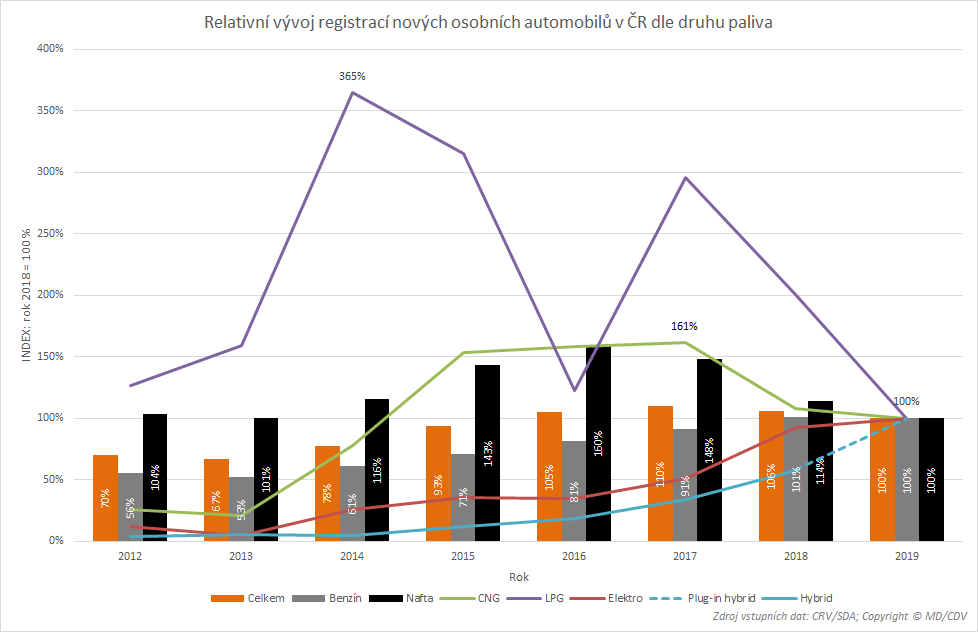 Relativní vývoj registrací nových osobních automobilů v ČR dle druhu paliva
INDEX: rok 2018 = 100 %
400%
350%
300%
250%
200%
150%
100%
50%
0%
365%
161%
100%
70% 56% 104%
67% 53% 101%
78% 61% 116%
93% 71% 143%
105% 81% 160%
110% 91% 148%
106% 101% 114%
100% 100% 100%
2012 2013 2014 2015 2016 2017 2018 2019
Rok
Celkem Benzín Nafta CNG LPG Elektro Plug-in hybrid Hybrid
Zdroj vstupních dat: CRV/SDA; Copyright © MD/CDV